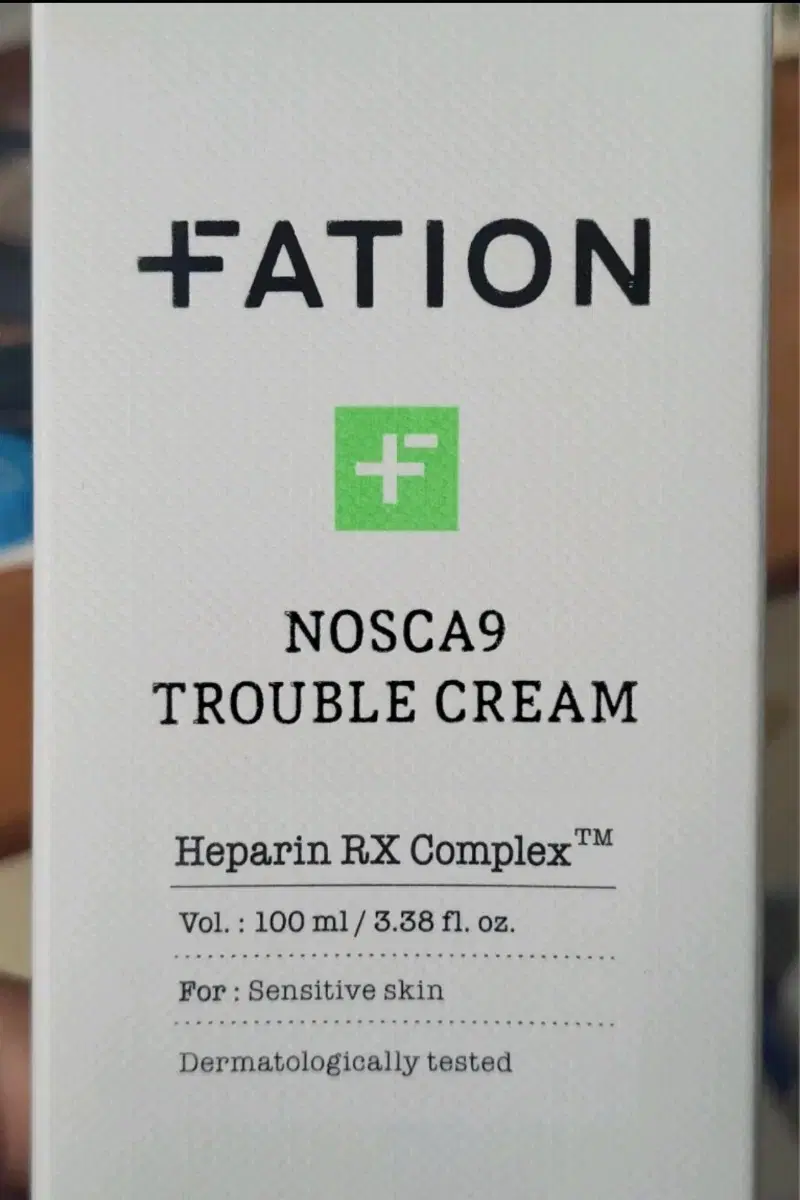 FATION
NOSCA9
TROUBLE CREAM
Heparin RX Complex™
Vol. : 100 ml / 3.38 fl. oz.
For : Sensitive skin
Dermatologically tested